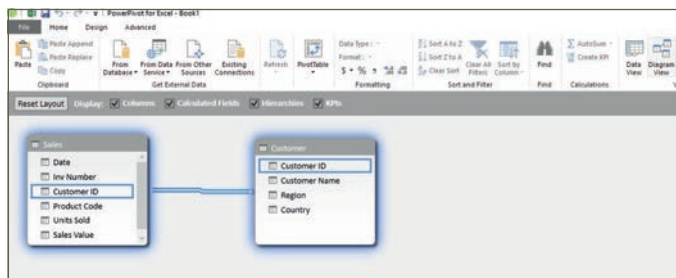 PowerPivot for Excel - Book1
File Home Design Advanced
Paste
Paste Append
Paste Replace
Copy
Clipboard
From Database
From Data Service
From Other Sources
Existing Connections
Get External Data
Refresh
PivotTable
Data Type :
Format :
$ % ,
Formatting
Sort A to Z
Sort Z to A
Clear Sort
Clear All Filters
Sort by Column
Sort and Filter
Find
Find
AutoSum
Create KPI
Calculations
Data View
Diagram View
V
Reset Layout Display: Columns Calculated Fields Hierarchies KPIs
Sales
Date
Inv Number
Customer ID
Product Code
Units Sold
Sales Value
Customer
Customer ID
Customer Name
Region
Country